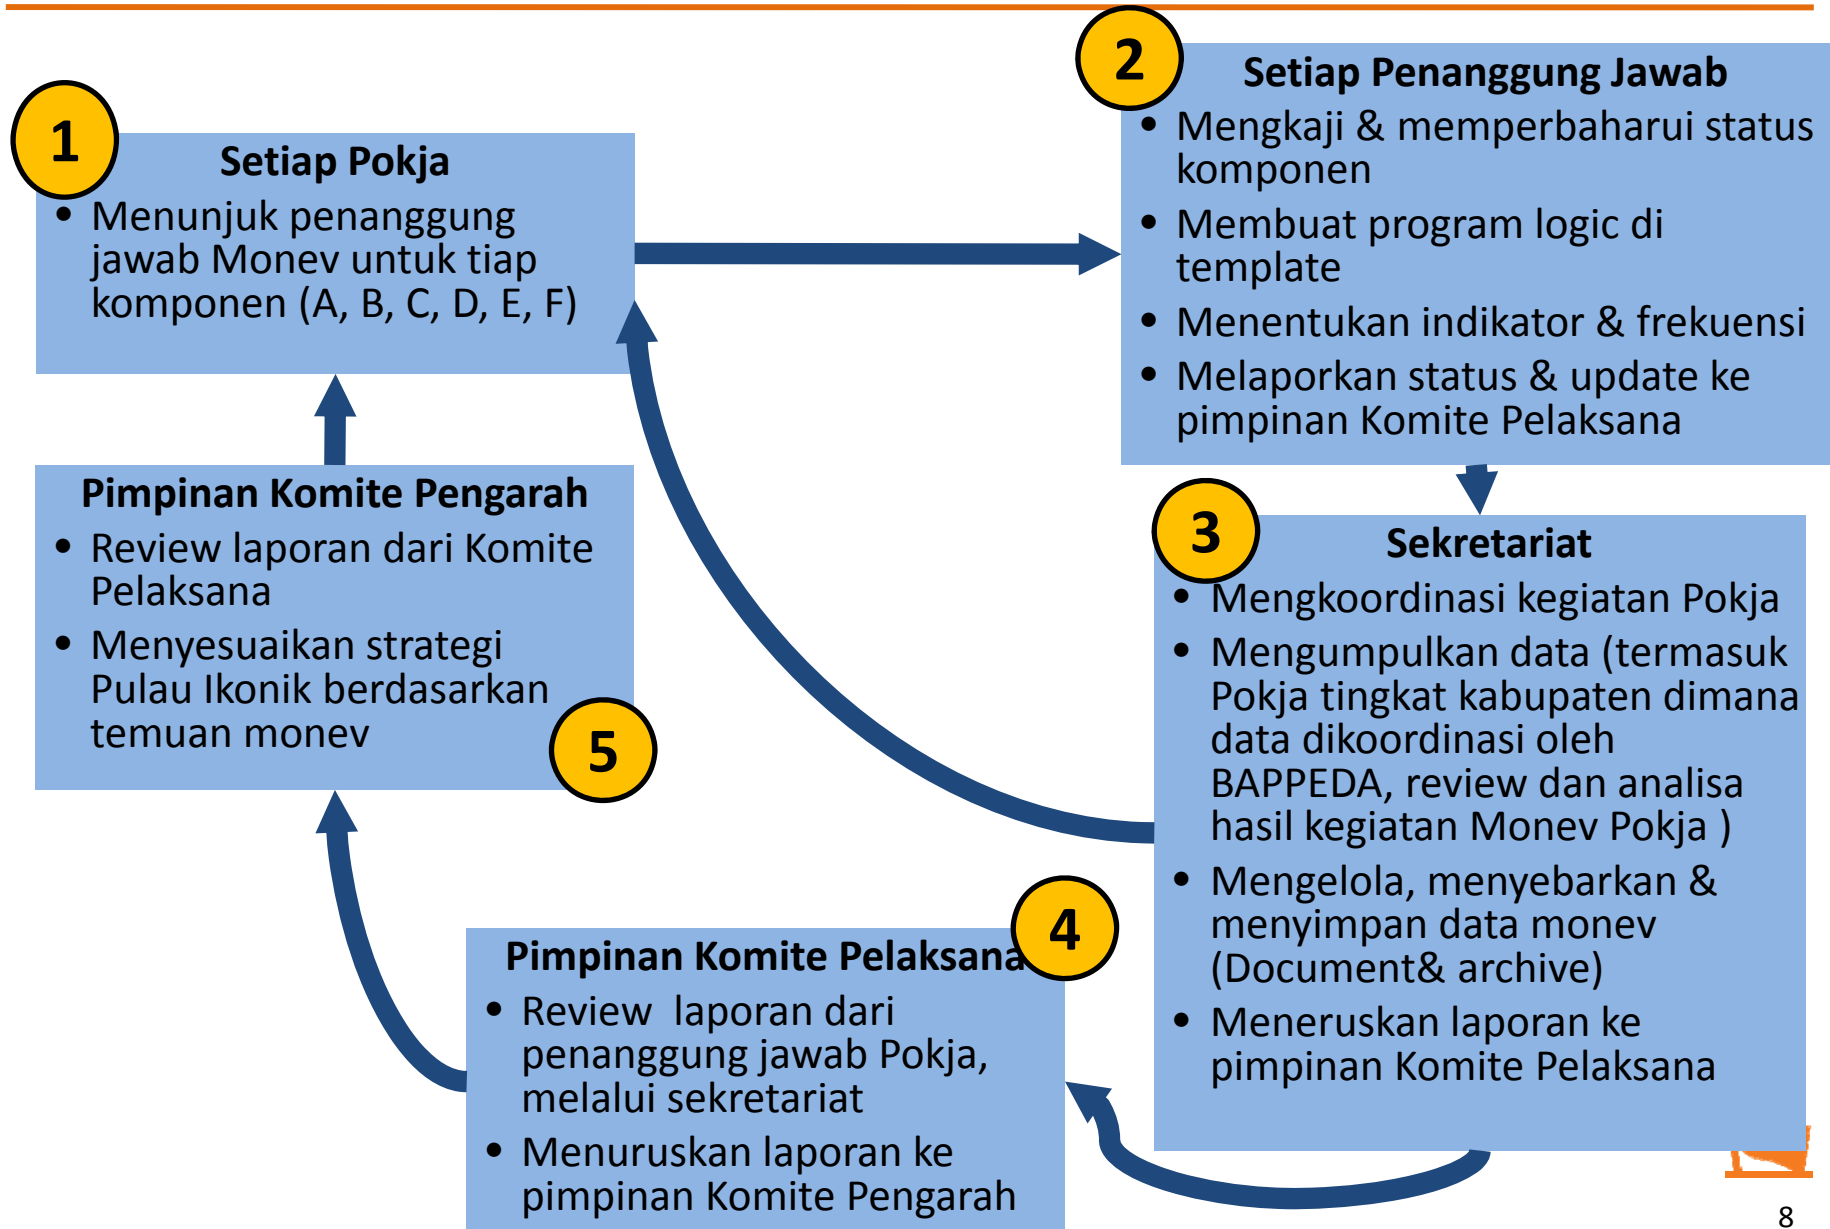 1
Setiap Pokja
• Menunjuk penanggung
jawab Monev untuk tiap
komponen (A, B, C, D, E, F)
2
Setiap Penanggung Jawab
• Mengkaji & memperbaharui status
komponen
• Membuat program logic di
template
• Menentukan indikator & frekuensi
• Melaporkan status & update ke
pimpinan Komite Pelaksana
3
Sekretariat
• Mengkoordinasi kegiatan Pokja
• Mengumpulkan data (termasuk
Pokja tingkat kabupaten dimana
data dikoordinasi oleh
BAPPEDA, review dan analisa
hasil kegiatan Monev Pokja )
• Mengelola, menyebarkan &
menyimpan data monev
(Document& archive)
• Meneruskan laporan ke
pimpinan Komite Pelaksana
4
Pimpinan Komite Pelaksana
• Review laporan dari
penanggung jawab Pokja,
melalui sekretariat
• Menuruskan laporan ke
pimpinan Komite Pengarah
Pimpinan Komite Pengarah
• Review laporan dari Komite
Pelaksana
• Menyesuaikan strategi
Pulau Ikonik berdasarkan
temuan monev
5
8